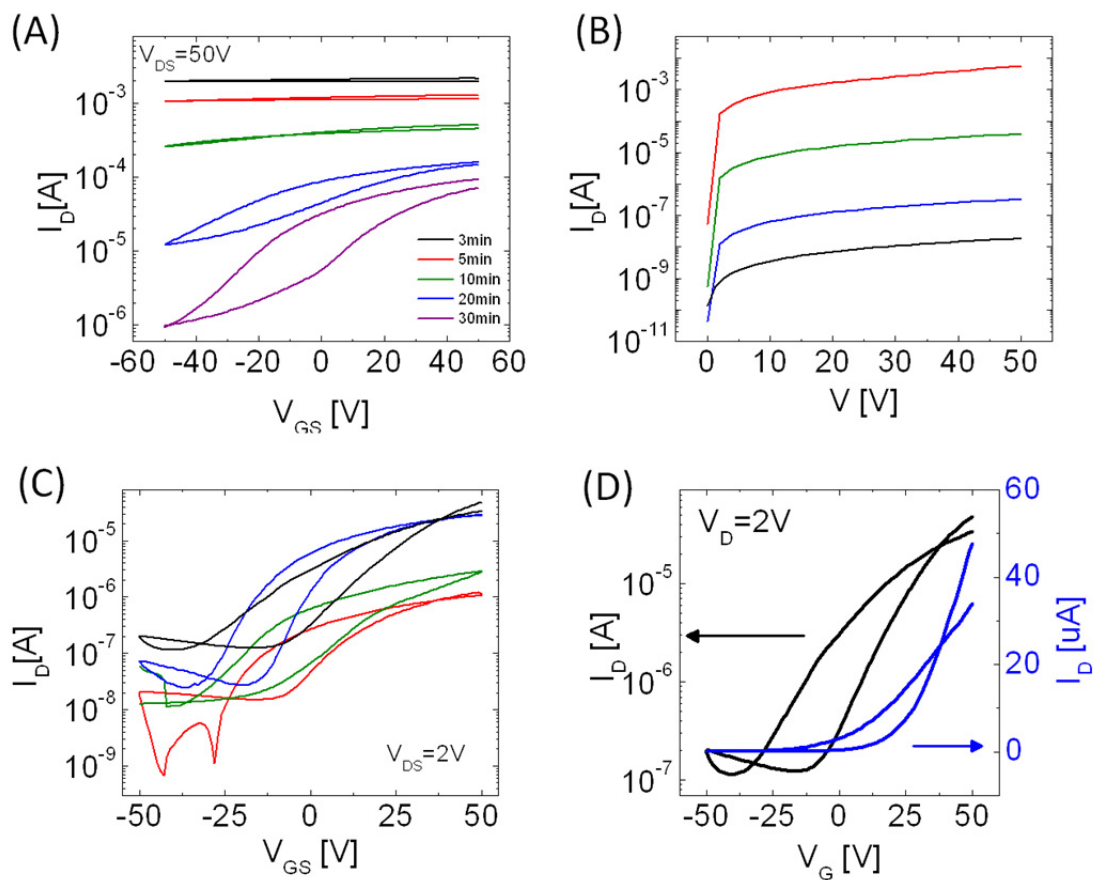 (A)
V_DS=50V
I_D[A]
10^-3
10^-4
10^-5
10^-6
3min
5min
10min
20min
30min
-60 -40 -20 0 20 40 60
V_GS [V]
(B)
I_D[A]
10^-3
10^-5
10^-7
10^-9
10^-11
0 10 20 30 40 50
V [V]
(C)
I_D[A]
10^-5
10^-6
10^-7
10^-8
10^-9
V_DS=2V
-50 -25 0 25 50
V_GS [V]
(D)
V_D=2V
I_D [A]
10^-5
10^-6
10^-7
60
40
20
0
I_D [uA]
-50 -25 0 25 50
V_G [V]